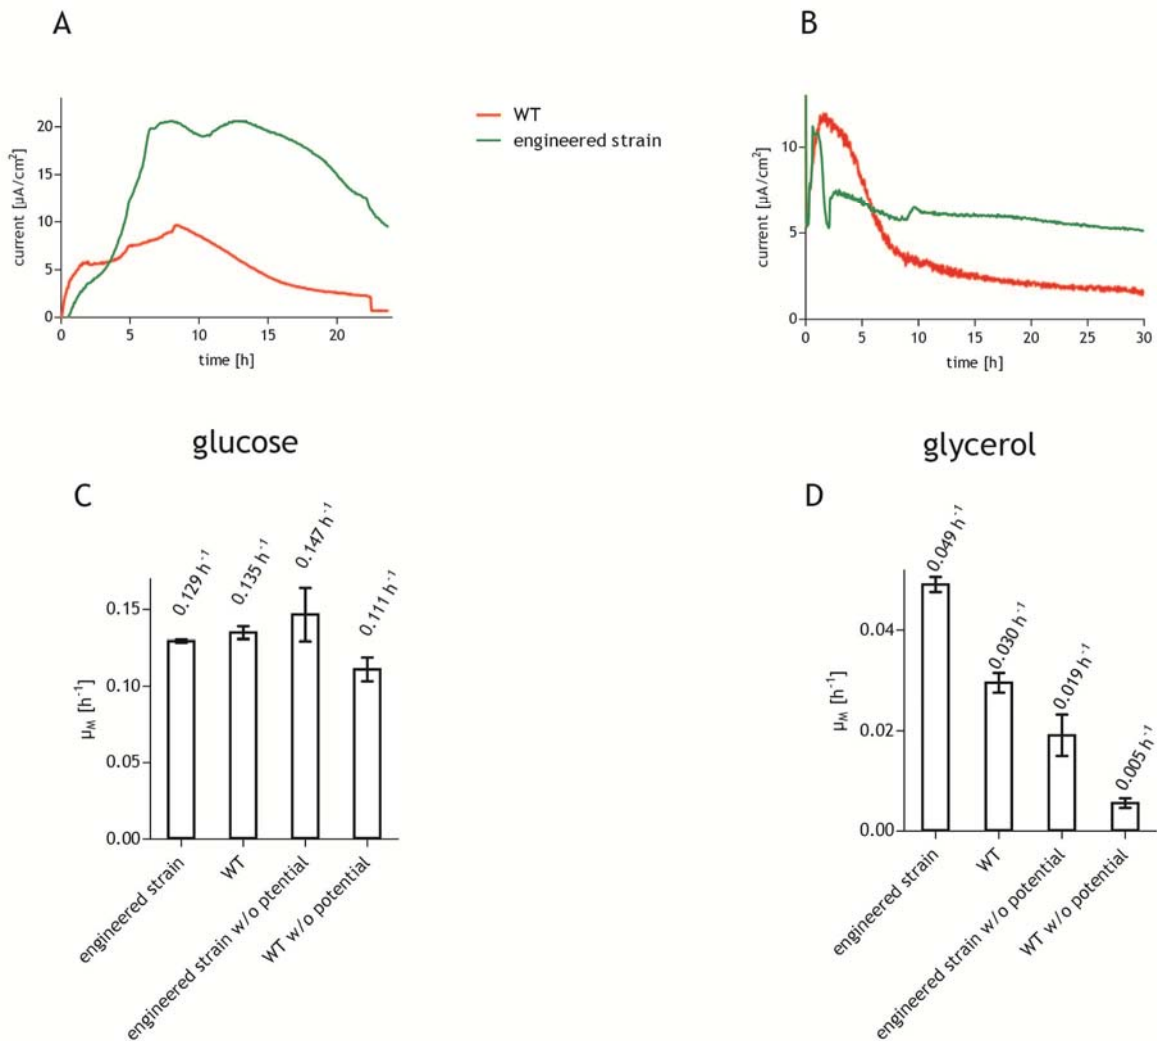 A
B
WT
engineered strain
current [µA/cm²]
20
15
10
5
0
0 5 10 15 20
time [h]
current [µA/cm²]
10
5
0
0 5 10 15 20 25 30
time [h]
glucose
glycerol
C
D
0.129 h⁻¹
0.135 h⁻¹
0.147 h⁻¹
0.111 h⁻¹
µM [h⁻¹]
0.15
0.10
0.05
0.00
engineered strain
WT
engineered strain w/o ptential
WT w/o potential
0.049 h⁻¹
0.030 h⁻¹
0.019 h⁻¹
0.005 h⁻¹
µM [h⁻¹]
0.04
0.02
0.00
engineered strain
WT
engineered strain w/o potential
WT w/o potential